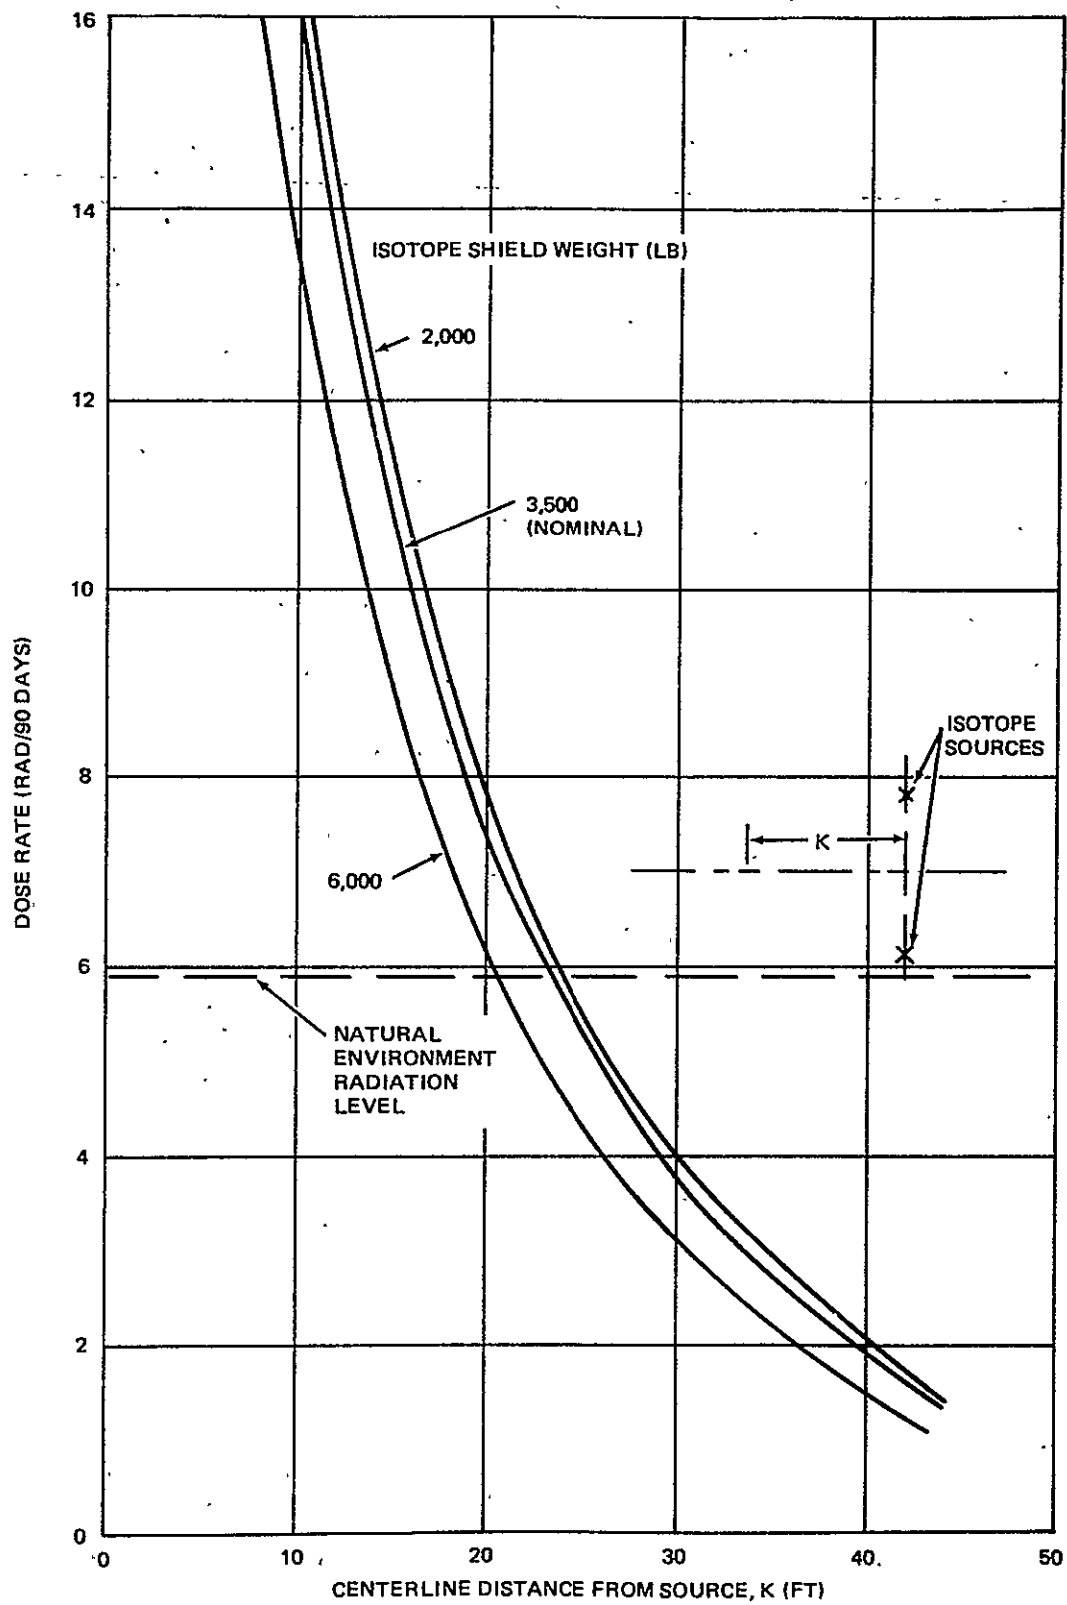 16
14
ISOTOPE SHIELD WEIGHT (LB)
2,000
12
3,500
(NOMINAL)
10
DOSE RATE (RAD/90 DAYS)
ISOTOPE
SOURCES
8
K
6,000
6
NATURAL
ENVIRONMENT
RADIATION
LEVEL
4
2
0
0 10 20 30 40 50
CENTERLINE DISTANCE FROM SOURCE, K (FT)